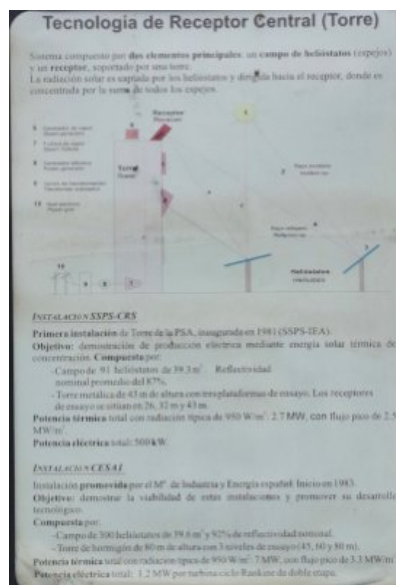 Tecnología de Receptor Central (Torre)
Sistema compuesto por dos elementos principales: un campo de helióstatos (espejos)
y un receptor, soportado por una torre.
La radiación solar es captada por los helióstatos y dirigida hacia el receptor, donde es
concentrada por la suma de todos los espejos.
Receptor
Receiver
Torre
Tower
Helióstatos
Heliostats
INSTALACIÓN SSPS-CRS
Primera instalación de Torre de la PSA, inaugurada en 1981 (SSPS-IEA).
Objetivo: demostración de producción eléctrica mediante energía solar térmica de
concentración. Compuesta por:
- Campo de 91 helióstatos de 39.3 m². Reflectividad
nominal promedio del 87%.
- Torre metálica de 43 m de altura con tres plataformas de ensayo. Los receptores
de ensayo se sitúan en 26, 32 m y 43 m.
Potencia térmica total con radiación típica de 950 W/m²: 2.7 MW, con flujo pico de 2.5
MW/m².
Potencia eléctrica total: 500 kW.
INSTALACIÓN CESA I
Instalación promovida por el Mº. de Industria y Energía español. Inicio en 1983.
Objetivo: demostrar la viabilidad de estas instalaciones y promover su desarrollo
tecnológico.
Compuesta por:
- Campo de 300 helióstatos de 39.6 m² y 92% de reflectividad nominal.
- Torre de hormigón de 80 m de altura con 3 niveles de ensayo (45, 60 y 80 m).
Potencia térmica total con radiación típica de 950 W/m²: 7 MW, con flujo pico de 3.3 MW/m².
Potencia eléctrica total: 1.2 MW por turbina ciclo Rankine de doble etapa.